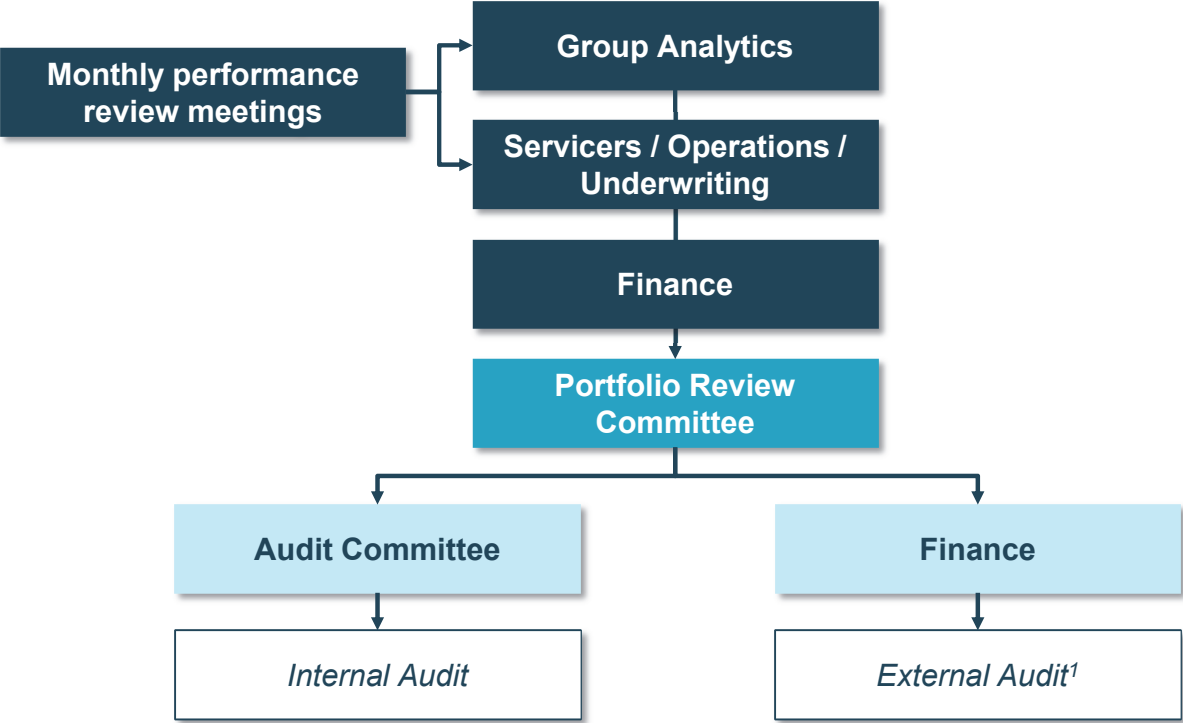 Group Analytics
Monthly performance
review meetings
Servicers / Operations /
Underwriting
Finance
Portfolio Review
Committee
Audit Committee
Finance
Internal Audit
External Audit¹